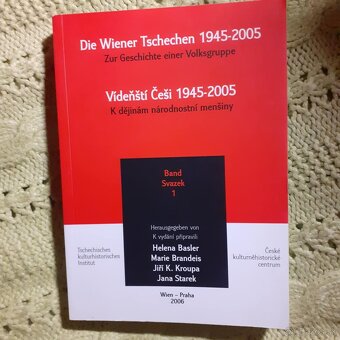 Die Wiener Tschechen 1945-2005
Zur Geschichte einer Volksgruppe
Vídeňští Češi 1945-2005
K dějinám národnostní menšiny
Band
Svazek
1
Herausgegeben von
K vydání připravili
Helena Basler
Marie Brandeis
Jiří K. Kroupa
Jana Starek
Tschechisches
kulturhistorisches
Institut
České
kulturněhistorické
centrum
Wien – Praha
2006